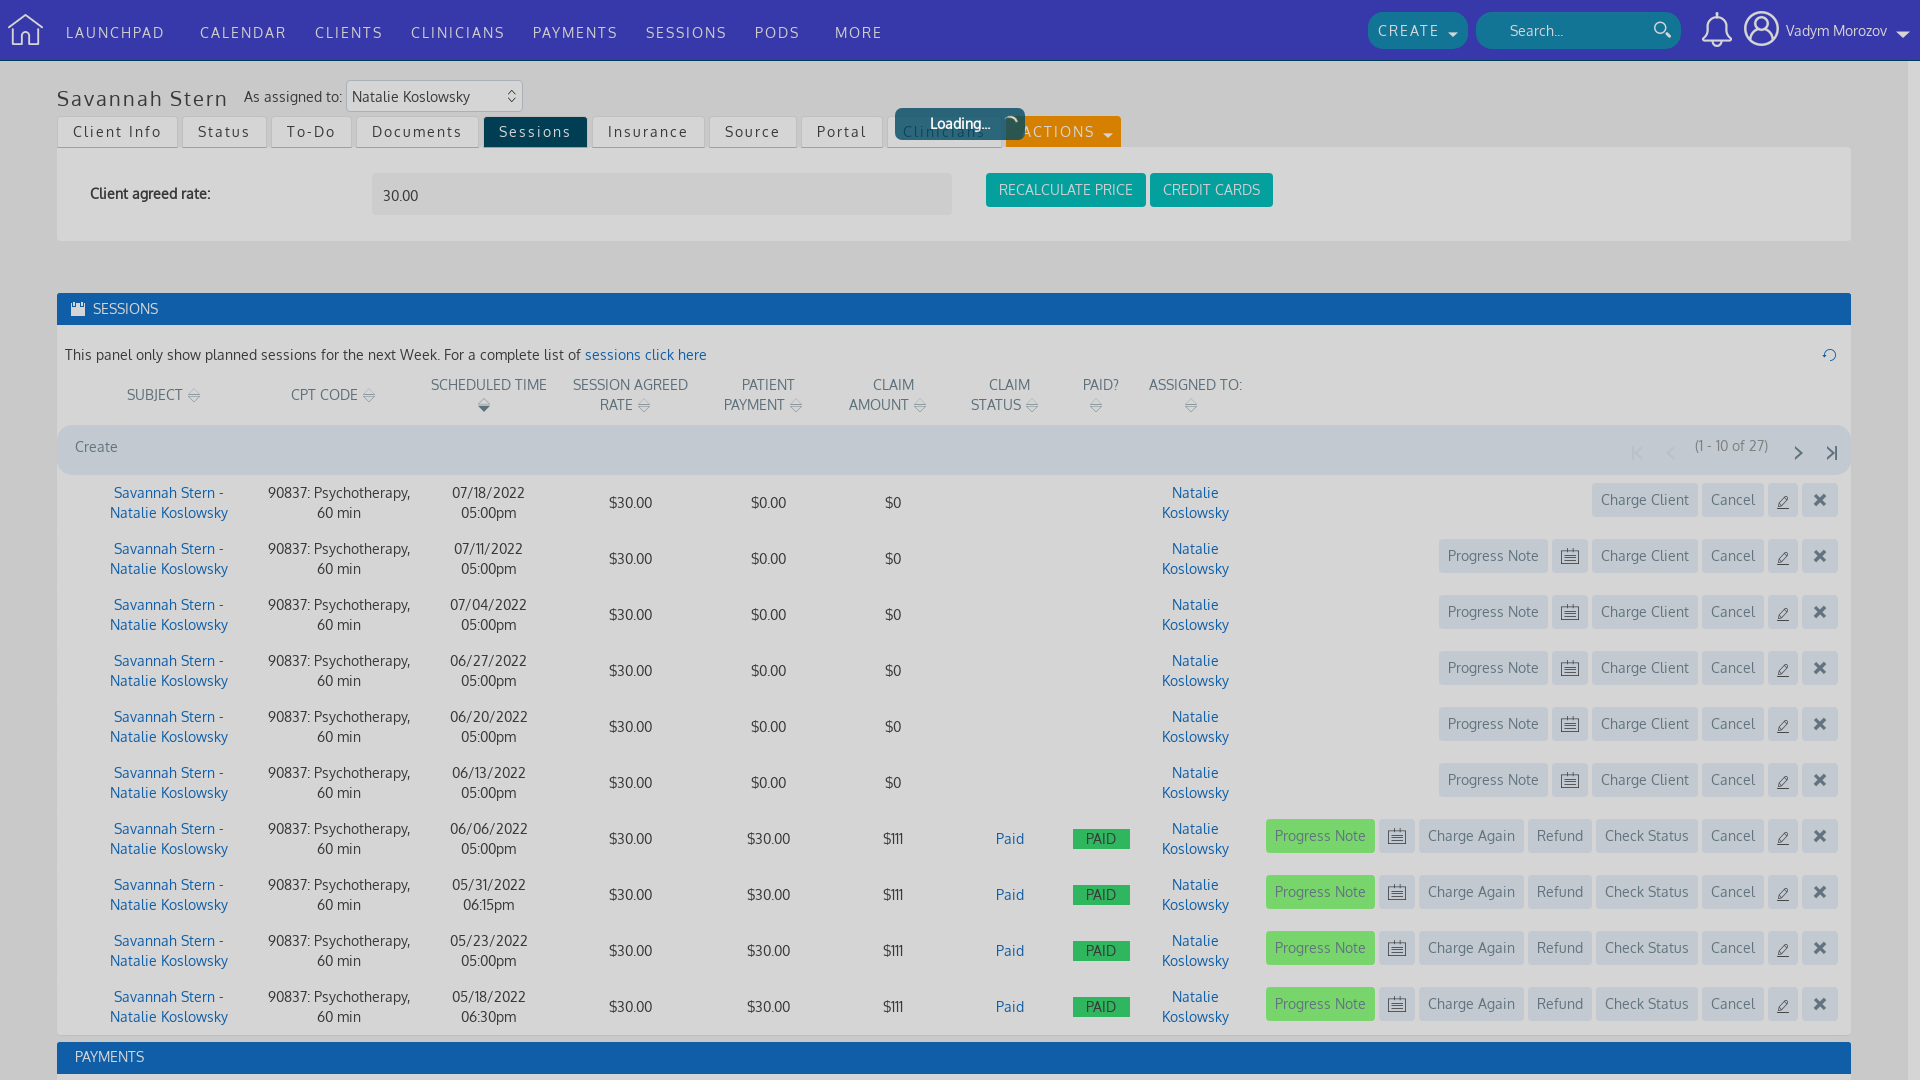 LAUNCHPAD CALENDAR CLIENTS CLINICIANS PAYMENTS SESSIONS PODS MORE CREATE Search... Vadym Morozov
Savannah Stern As assigned to: Natalie Koslowsky
Loading...
Client Info Status To-Do Documents Sessions Insurance Source Portal Clinicians ACTIONS
Client agreed rate: 30.00 RECALCULATE PRICE CREDIT CARDS
SESSIONS
This panel only show planned sessions for the next Week. For a complete list of sessions click here
SUBJECT CPT CODE SCHEDULED TIME SESSION AGREED RATE PATIENT PAYMENT CLAIM AMOUNT CLAIM STATUS PAID? ASSIGNED TO:
Create (1 - 10 of 27)
Savannah Stern - 90837: Psychotherapy, 07/18/2022 $30.00 $0.00 $0 Natalie Charge Client Cancel
Natalie Koslowsky 60 min 05:00pm Koslowsky
Savannah Stern - 90837: Psychotherapy, 07/11/2022 $30.00 $0.00 $0 Natalie Progress Note Charge Client Cancel
Natalie Koslowsky 60 min 05:00pm Koslowsky
Savannah Stern - 90837: Psychotherapy, 07/04/2022 $30.00 $0.00 $0 Natalie Progress Note Charge Client Cancel
Natalie Koslowsky 60 min 05:00pm Koslowsky
Savannah Stern - 90837: Psychotherapy, 06/27/2022 $30.00 $0.00 $0 Natalie Progress Note Charge Client Cancel
Natalie Koslowsky 60 min 05:00pm Koslowsky
Savannah Stern - 90837: Psychotherapy, 06/20/2022 $30.00 $0.00 $0 Natalie Progress Note Charge Client Cancel
Natalie Koslowsky 60 min 05:00pm Koslowsky
Savannah Stern - 90837: Psychotherapy, 06/13/2022 $30.00 $0.00 $0 Natalie Progress Note Charge Client Cancel
Natalie Koslowsky 60 min 05:00pm Koslowsky
Savannah Stern - 90837: Psychotherapy, 06/06/2022 $30.00 $30.00 $111 Paid PAID Natalie Progress Note Charge Again Refund Check Status Cancel
Natalie Koslowsky 60 min 05:00pm Koslowsky
Savannah Stern - 90837: Psychotherapy, 05/31/2022 $30.00 $30.00 $111 Paid PAID Natalie Progress Note Charge Again Refund Check Status Cancel
Natalie Koslowsky 60 min 06:15pm Koslowsky
Savannah Stern - 90837: Psychotherapy, 05/23/2022 $30.00 $30.00 $111 Paid PAID Natalie Progress Note Charge Again Refund Check Status Cancel
Natalie Koslowsky 60 min 05:00pm Koslowsky
Savannah Stern - 90837: Psychotherapy, 05/18/2022 $30.00 $30.00 $111 Paid PAID Natalie Progress Note Charge Again Refund Check Status Cancel
Natalie Koslowsky 60 min 06:30pm Koslowsky
PAYMENTS